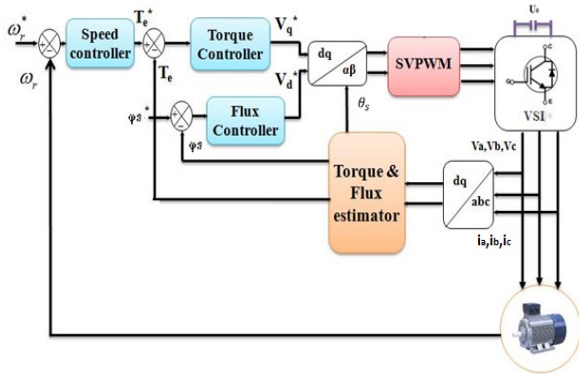 ωr*
Speed
controller
Te*
Torque
Controller
Vq*
dq
αβ
SVPWM
Us
C
G
E
VSI
ωr
Te
φs*
φs
Flux
Controller
Vd*
θs
Torque &
Flux
estimator
Va,Vb,Vc
dq
abc
ia,ib,ic